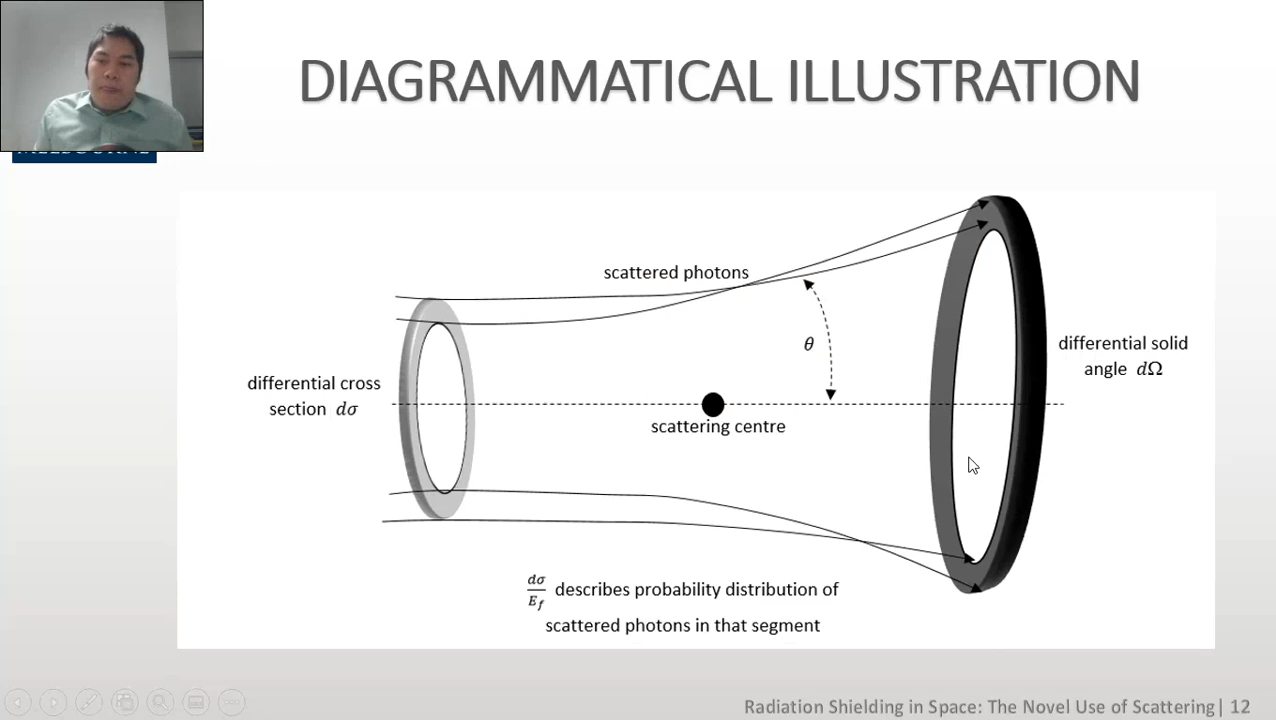 DIAGRAMMATICAL ILLUSTRATION
scattered photons
θ
differential solid
angle dΩ
differential cross
section dσ
scattering centre
dσ/E_f describes probability distribution of
scattered photons in that segment
Radiation Shielding in Space: The Novel Use of Scattering| 12